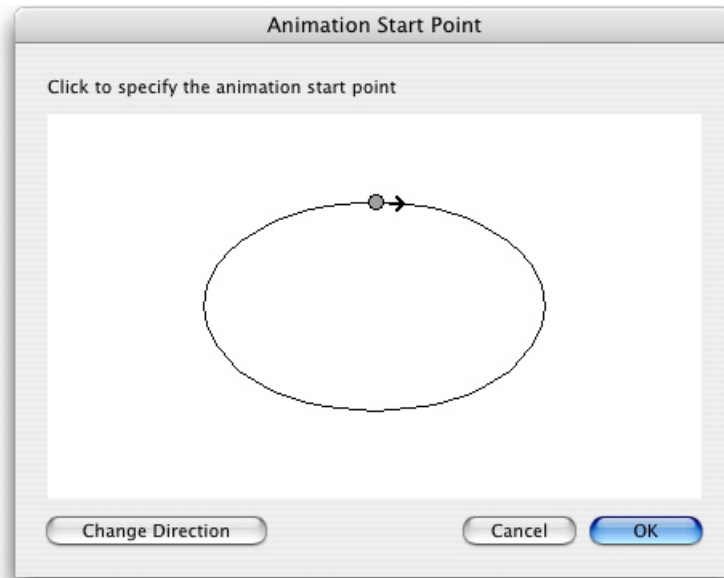 Animation Start Point
Click to specify the animation start point
Change Direction
Cancel
OK